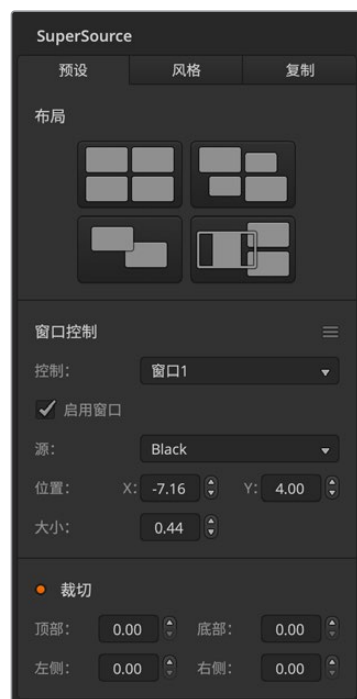 SuperSource
预设 风格 复制
布局
窗口控制
控制: 窗口1
启用窗口
源: Black
位置: X: -7.16 Y: 4.00
大小: 0.44
裁切
顶部: 0.00 底部: 0.00
左侧: 0.00 右侧: 0.00